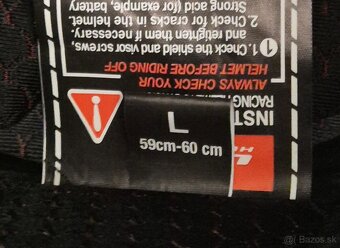 INST
RACING
ALWAYS CHECK YOUR
HELMET BEFORE RIDING OFF
1. Check the shield and visor screws,
and retighten them if necessary.
2. Check for cracks in the helmet.
Strong acid (for example, battery
L
59cm-60 cm
Bazos.sk